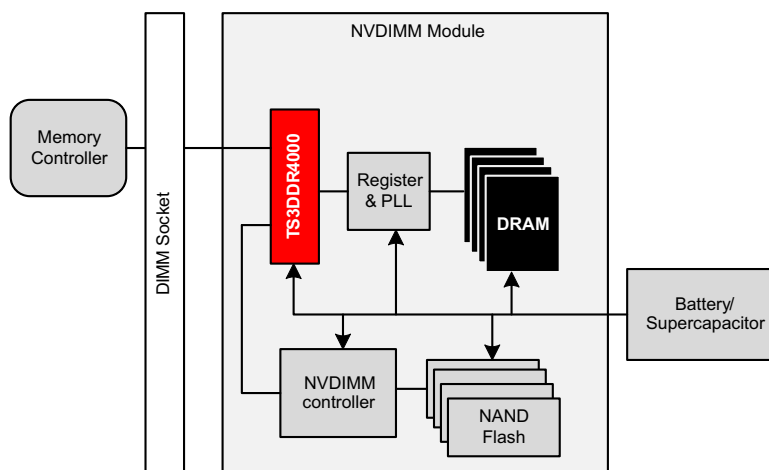 NVDIMM Module
Memory
Controller
DIMM Socket
TS3DDR4000
Register
& PLL
DRAM
Battery/
Supercapacitor
NVDIMM
controller
NAND
Flash